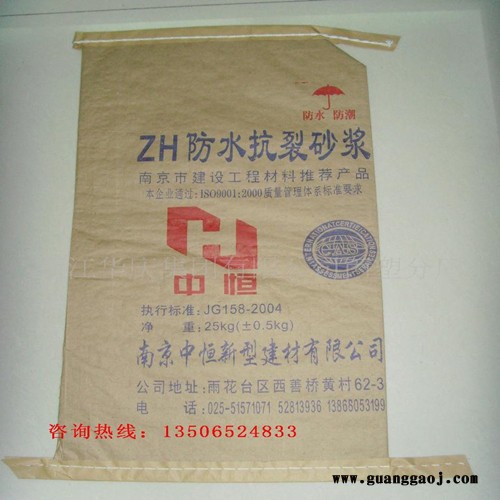 防水 防潮
ZH防水抗裂砂浆
南京市建设工程材料推荐产品
本企业通过:ISO9001:2000质量管理体系标准要求
中恒
执行标准:JG158-2004
净 重:25kg(±0.5kg)
南京中恒新型建材有限公司
公司地址:雨花台区西善桥黄村62-3
电 话:025-51571071 52813936 13866053199
咨询热线:13506524833
www.guanggaoj.com